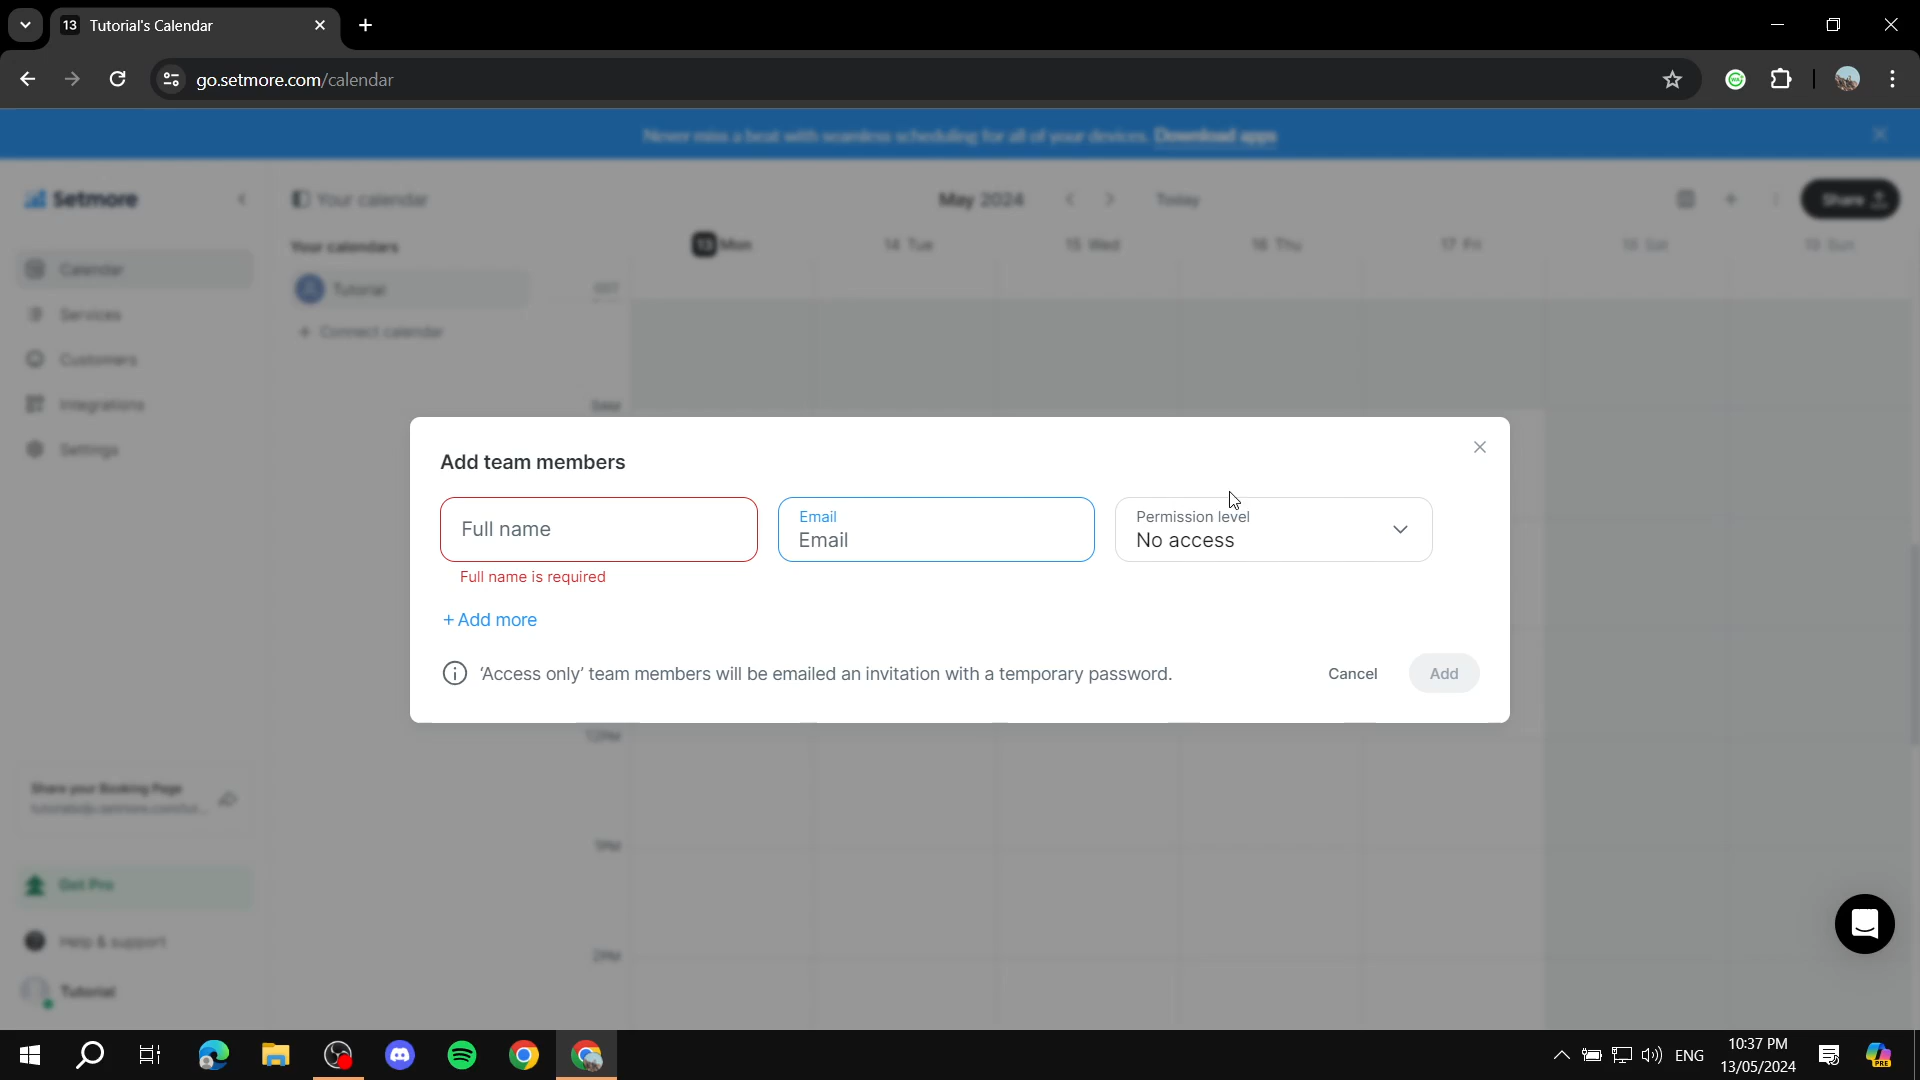 13 Tutorial's Calendar
go.setmore.com/calendar
Never miss a beat with seamless scheduling for all of your devices. Download apps
Setmore
Your calendar
May 2024
Today
Share
Your calendars
13 Mon
14 Tue
15 Wed
16 Thu
17 Fri
18 Sat
19 Sun
Calendar
Tutorial
Services
+ Connect calendar
Customers
Integrations
Settings
Add team members
Full name
Email
Email
Permission level
No access
Full name is required
+ Add more
'Access only' team members will be emailed an invitation with a temporary password.
Cancel
Add
12PM
Share your Booking Page
1PM
Get Pro
Help & support
2PM
Tutorial
ENG
10:37 PM
13/05/2024
PRE